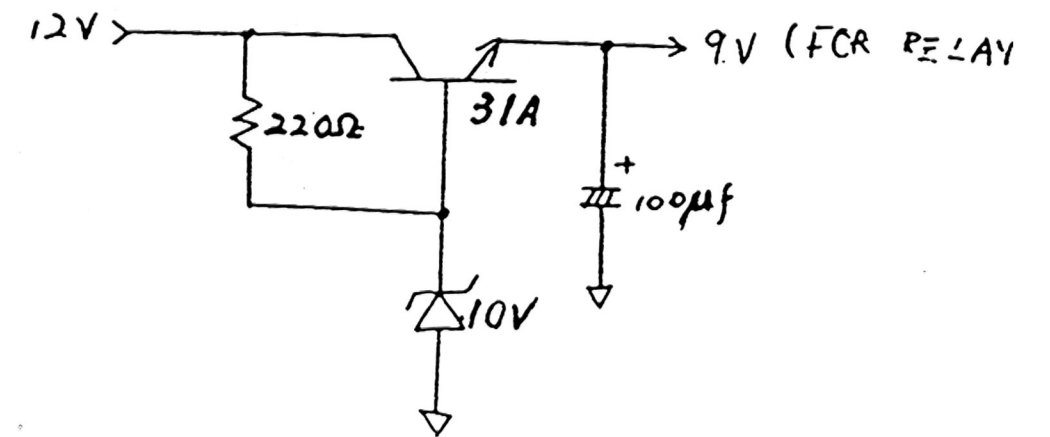 12V
9V (FOR RELAY
220Ω
31A
+
100μf
10V